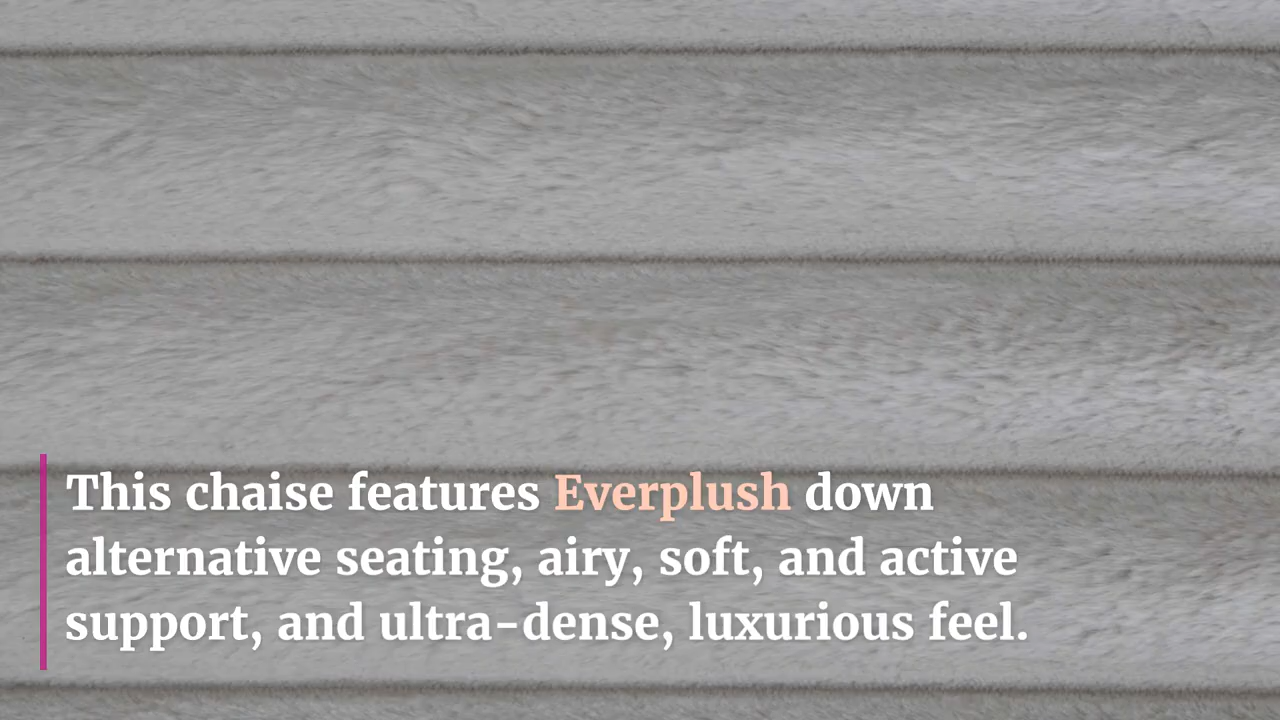 This chaise features Everplush down
alternative seating, airy, soft, and active
support, and ultra-dense, luxurious feel.